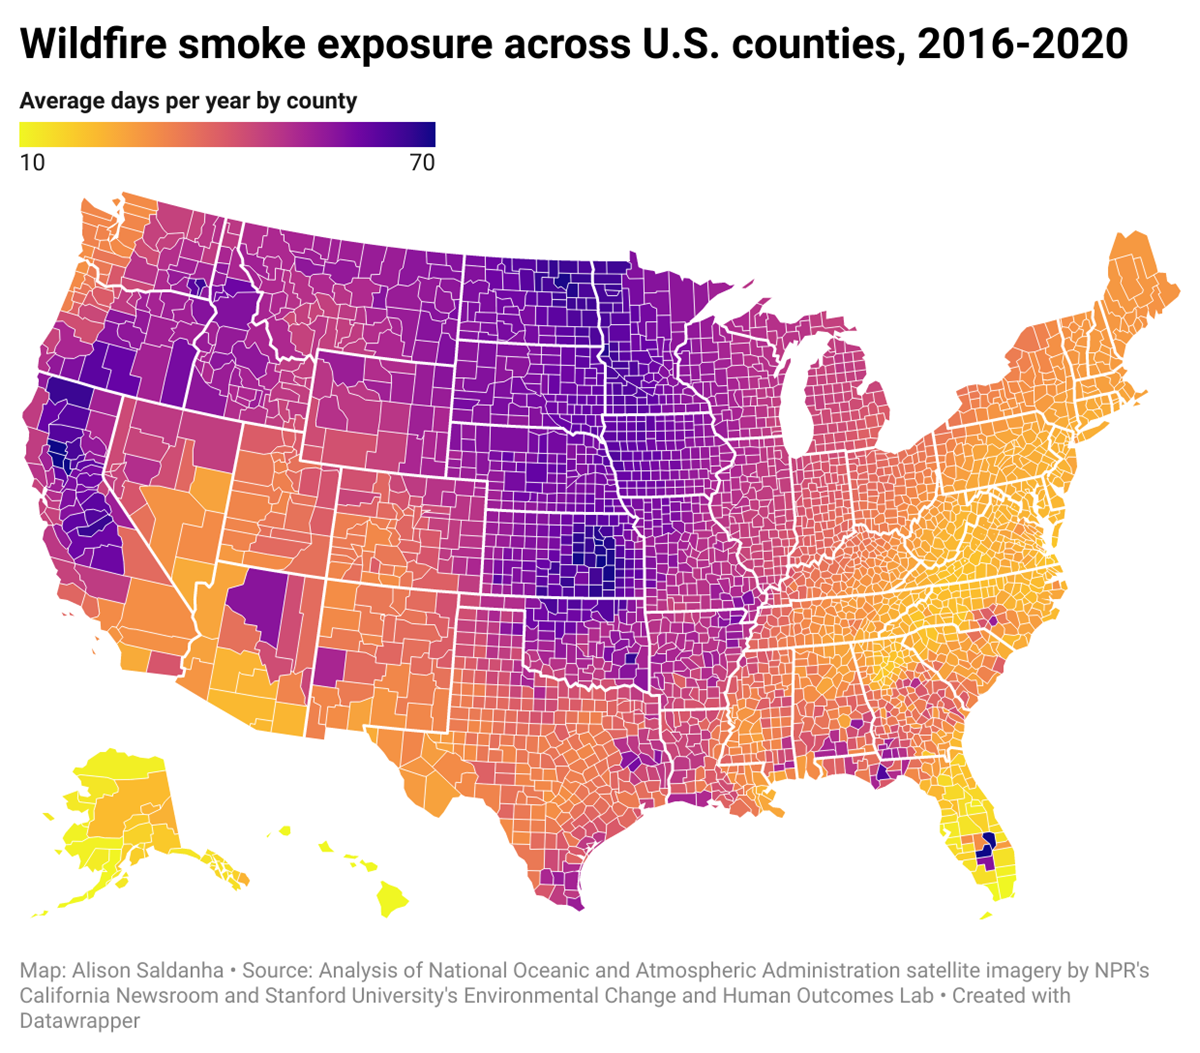 Wildfire smoke exposure across U.S. counties, 2016-2020
Average days per year by county
10 70
Map: Alison Saldanha • Source: Analysis of National Oceanic and Atmospheric Administration satellite imagery by NPR's
California Newsroom and Stanford University's Environmental Change and Human Outcomes Lab • Created with
Datawrapper